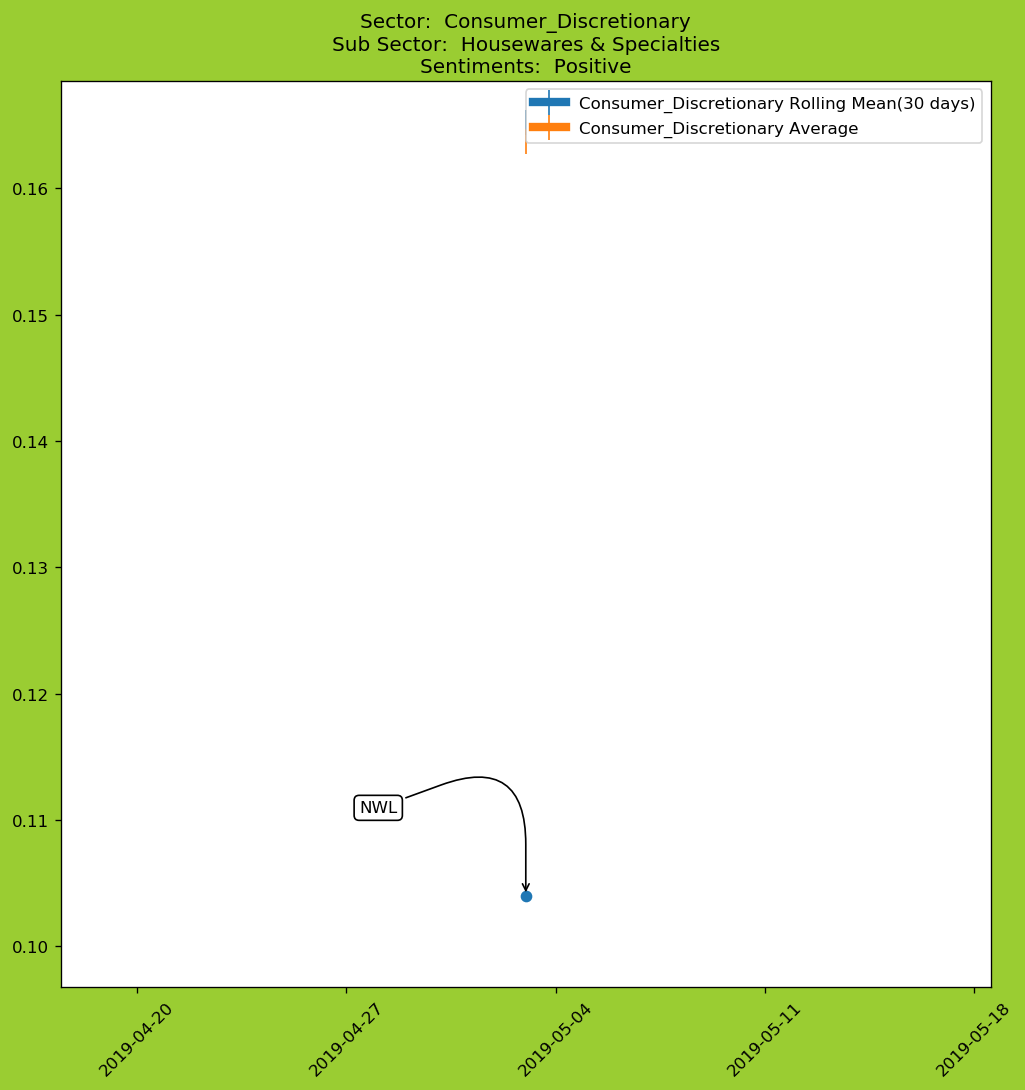 Sector:  Consumer_Discretionary
Sub Sector:  Housewares & Specialties
Sentiments:  Positive
Consumer_Discretionary Rolling Mean(30 days)
Consumer_Discretionary Average
0.16
0.15
0.14
0.13
0.12
0.11
0.10
NWL
2019-04-20
2019-04-27
2019-05-04
2019-05-11
2019-05-18